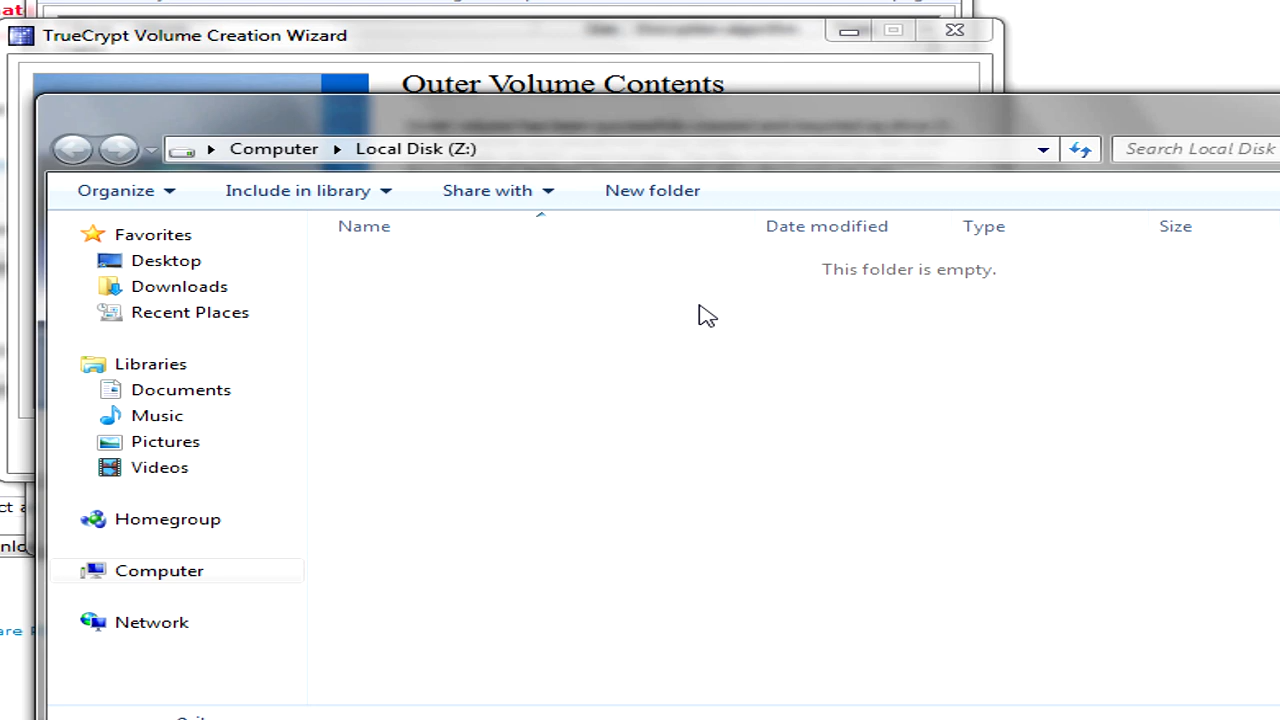 TrueCrypt Volume Creation Wizard
Outer Volume Contents
Computer Local Disk (Z:)
Search Local Disk
Organize Include in library Share with New folder
Name Date modified Type Size
This folder is empty.
Favorites
Desktop
Downloads
Recent Places
Libraries
Documents
Music
Pictures
Videos
Homegroup
Computer
Network